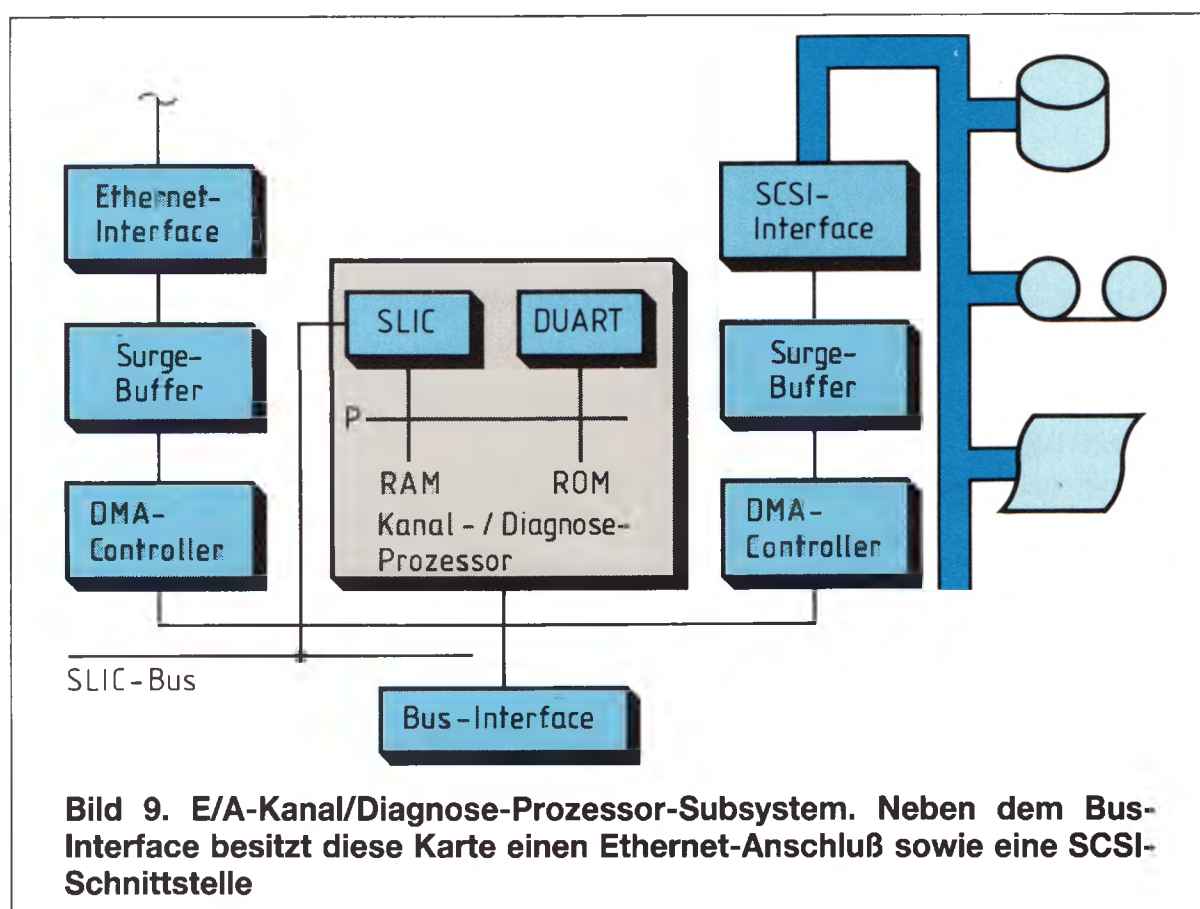 Ethernet-
Interface
Surge-
Buffer
DMA-
Controller
SLIC
DUART
P
RAM
ROM
Kanal-/Diagnose-
Prozessor
SCSI-
Interface
Surge-
Buffer
DMA-
Controller
SLIC-Bus
Bus-Interface
Bild 9. E/A-Kanal/Diagnose-Prozessor-Subsystem. Neben dem Bus-
Interface besitzt diese Karte einen Ethernet-Anschluß sowie eine SCSI-
Schnittstelle